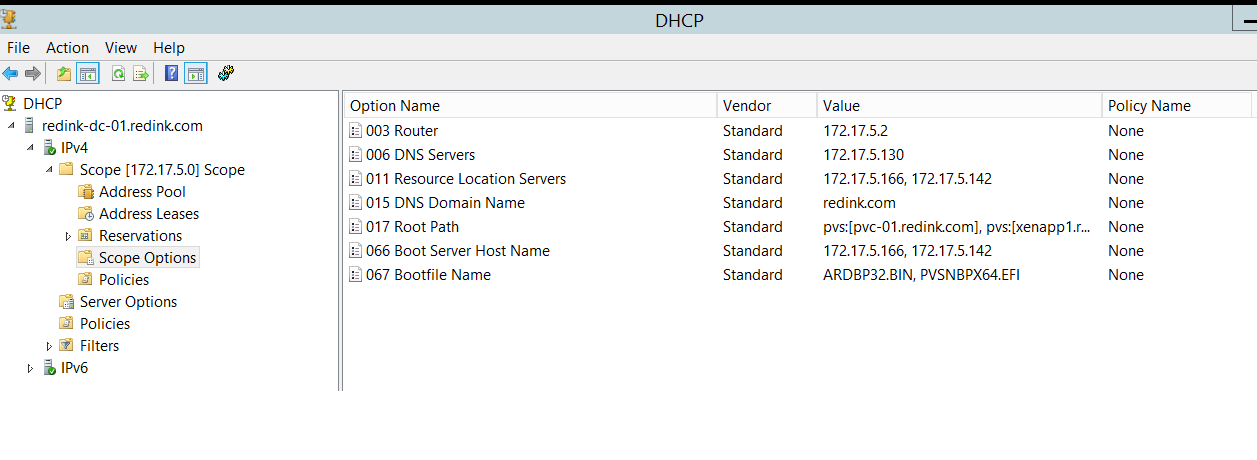 DHCP
File Action View Help
DHCP
redink-dc-01.redink.com
IPv4
Scope [172.17.5.0] Scope
Address Pool
Address Leases
Reservations
Scope Options
Policies
Server Options
Policies
Filters
IPv6
Option Name Vendor Value Policy Name
003 Router Standard 172.17.5.2 None
006 DNS Servers Standard 172.17.5.130 None
011 Resource Location Servers Standard 172.17.5.166, 172.17.5.142 None
015 DNS Domain Name Standard redink.com None
017 Root Path Standard pvs:[pvc-01.redink.com], pvs:[xenapp1.r... None
066 Boot Server Host Name Standard 172.17.5.166, 172.17.5.142 None
067 Bootfile Name Standard ARDBP32.BIN, PVSNBPX64.EFI None